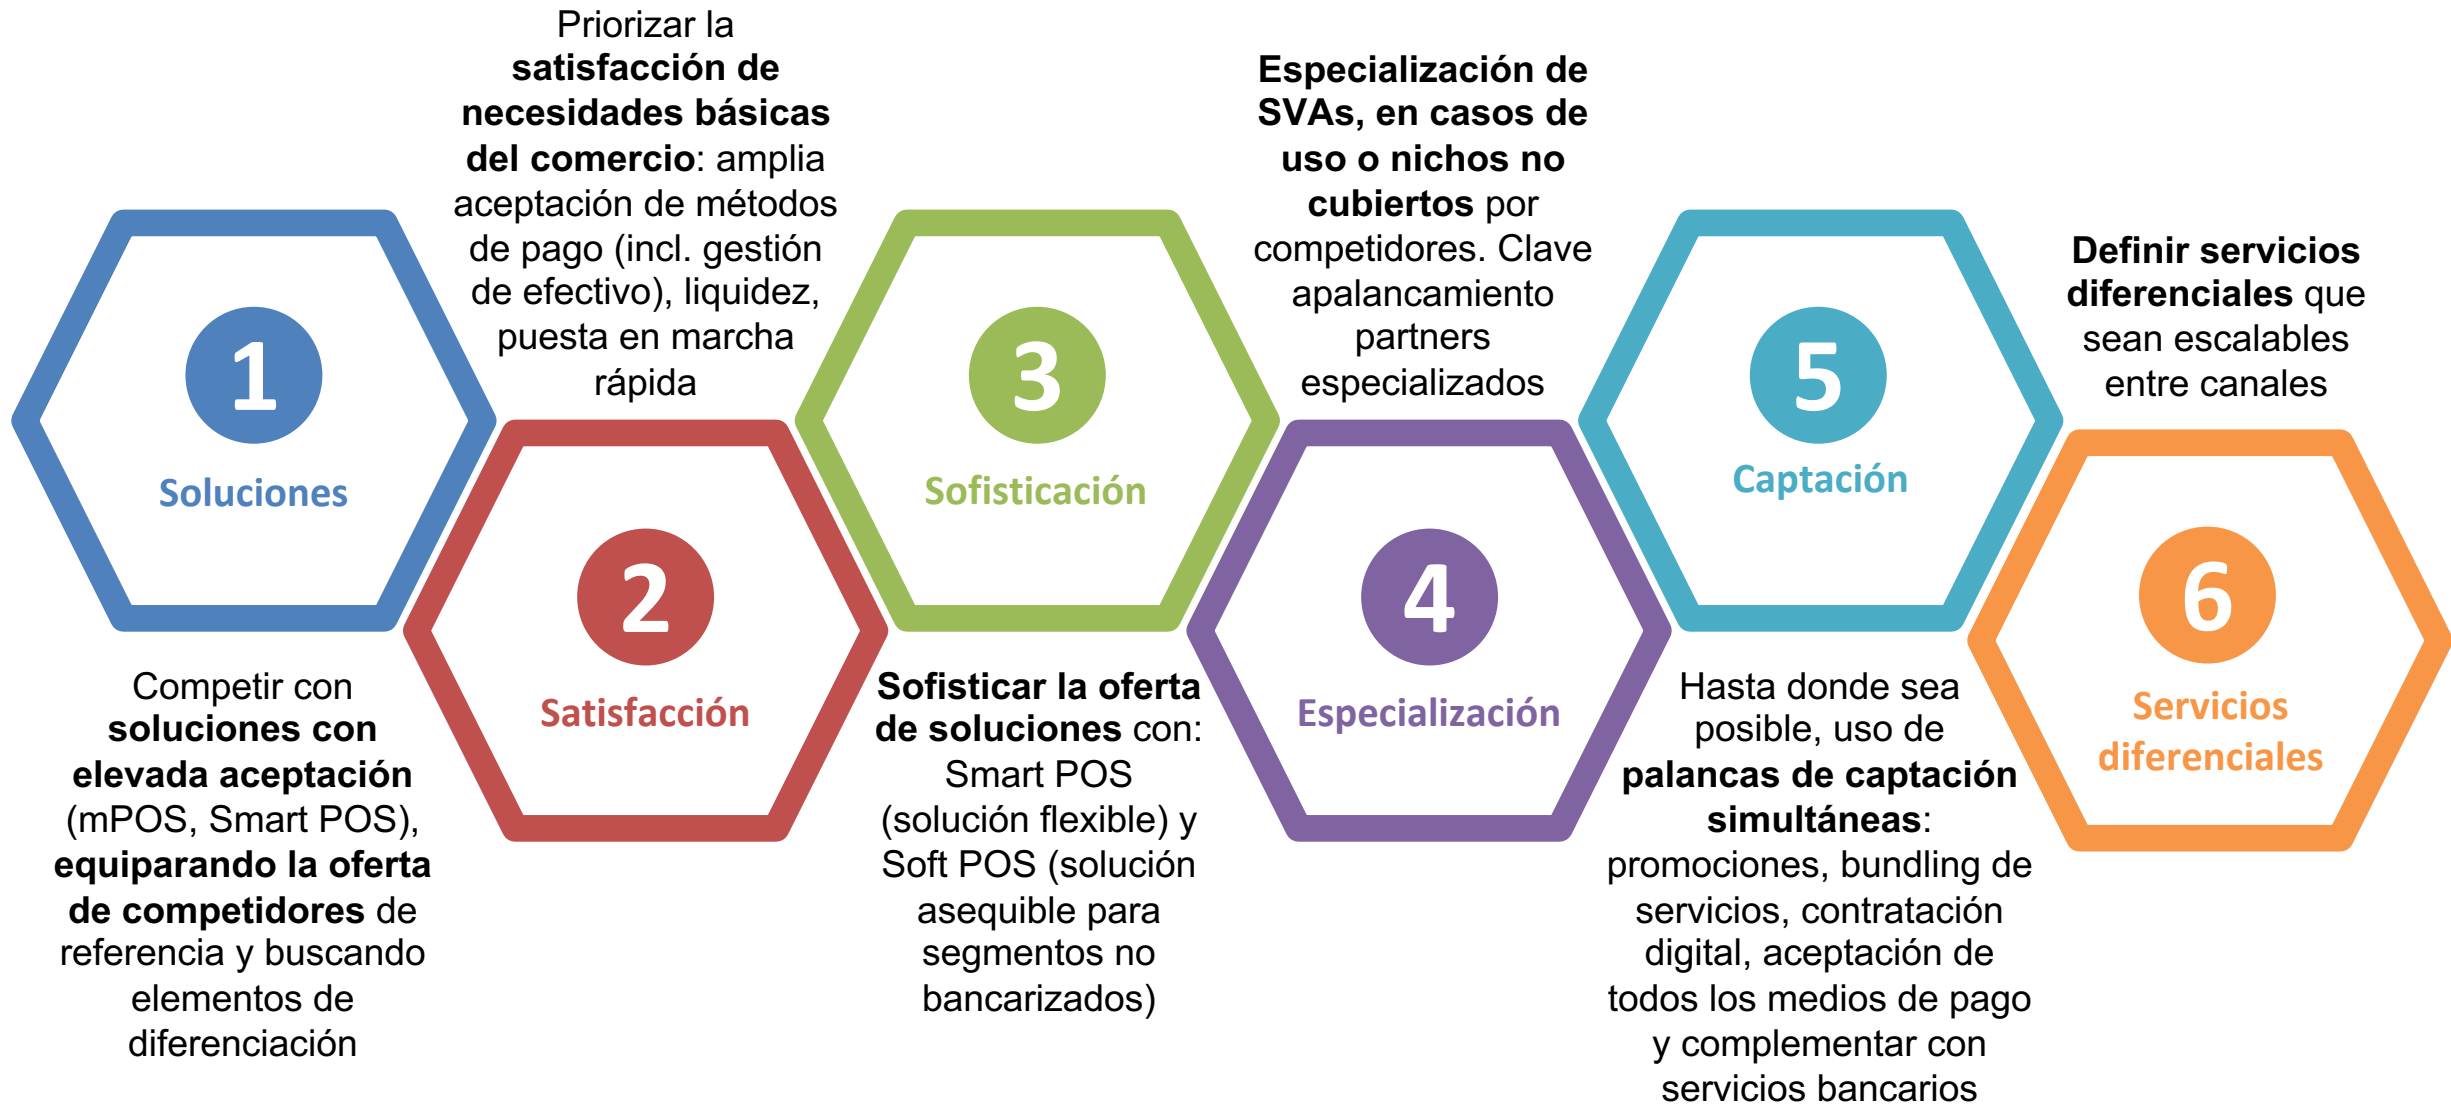 1
Soluciones
Competir con
soluciones con
elevada aceptación
(mPOS, Smart POS),
equiparando la oferta
de competidores de
referencia y buscando
elementos de
diferenciación
Priorizar la
satisfacción de
necesidades básicas
del comercio: amplia
aceptación de métodos
de pago (incl. gestión
de efectivo), liquidez,
puesta en marcha
rápida
2
Satisfacción
3
Sofisticación
Sofisticar la oferta
de soluciones con:
Smart POS
(solución flexible) y
Soft POS (solución
asequible para
segmentos no
bancarizados)
Especialización de
SVAs, en casos de
uso o nichos no
cubiertos por
competidores. Clave
apalancamiento
partners
especializados
4
Especialización
5
Captación
Hasta donde sea
posible, uso de
palancas de captación
simultáneas:
promociones, bundling de
servicios, contratación
digital, aceptación de
todos los medios de pago
y complementar con
servicios bancarios
Definir servicios
diferenciales que
sean escalables
entre canales
6
Servicios
diferenciales